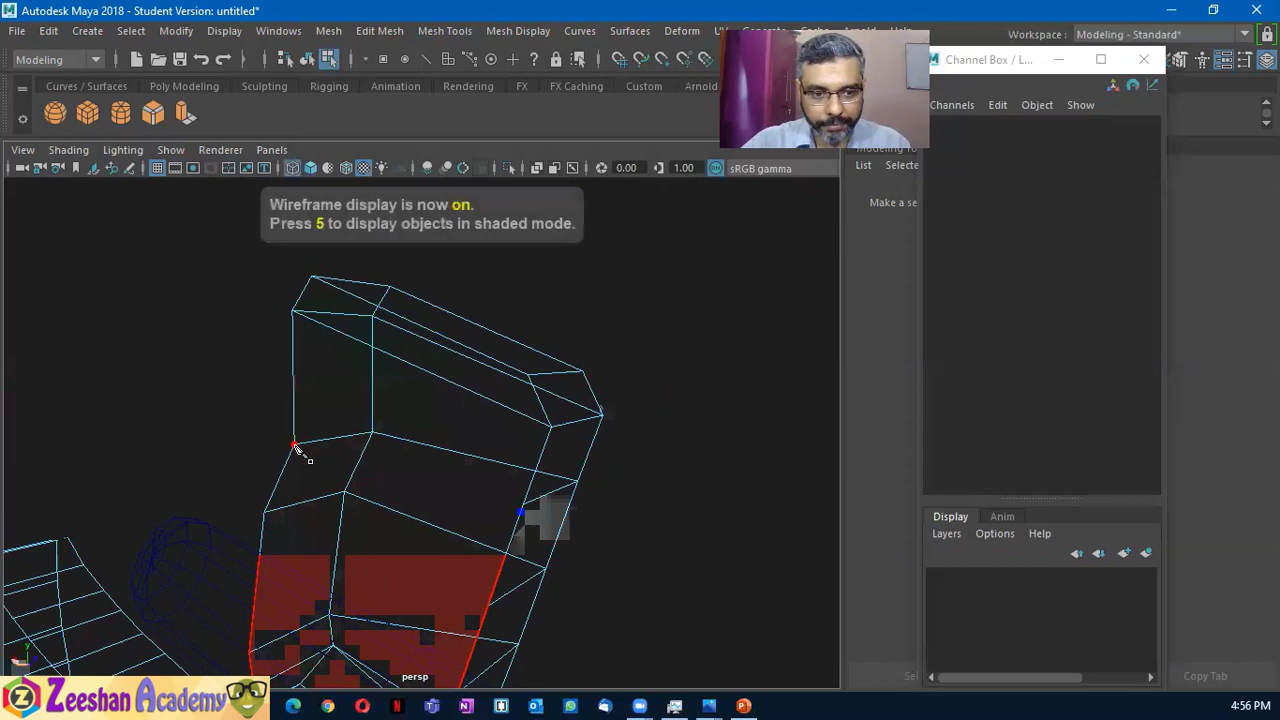 Autodesk Maya 2018 - Student Version: untitled*
File Edit Create Select Modify Display Windows Mesh Edit Mesh Mesh Tools Mesh Display Curves Surfaces Deform UV
Workspace : Modeling - Standard*
Modeling
Channel Box / L...
Curves / Surfaces Poly Modeling Sculpting Rigging Animation Rendering FX FX Caching Custom Arnold
Channels Edit Object Show
View Shading Lighting Show Renderer Panels
0.00 1.00 sRGB gamma
List Selecte
Wireframe display is now on.
Press 5 to display objects in shaded mode.
Make a se
Display Anim
Layers Options Help
persp
Sel
Copy Tab
Zeeshan Academy
4:56 PM